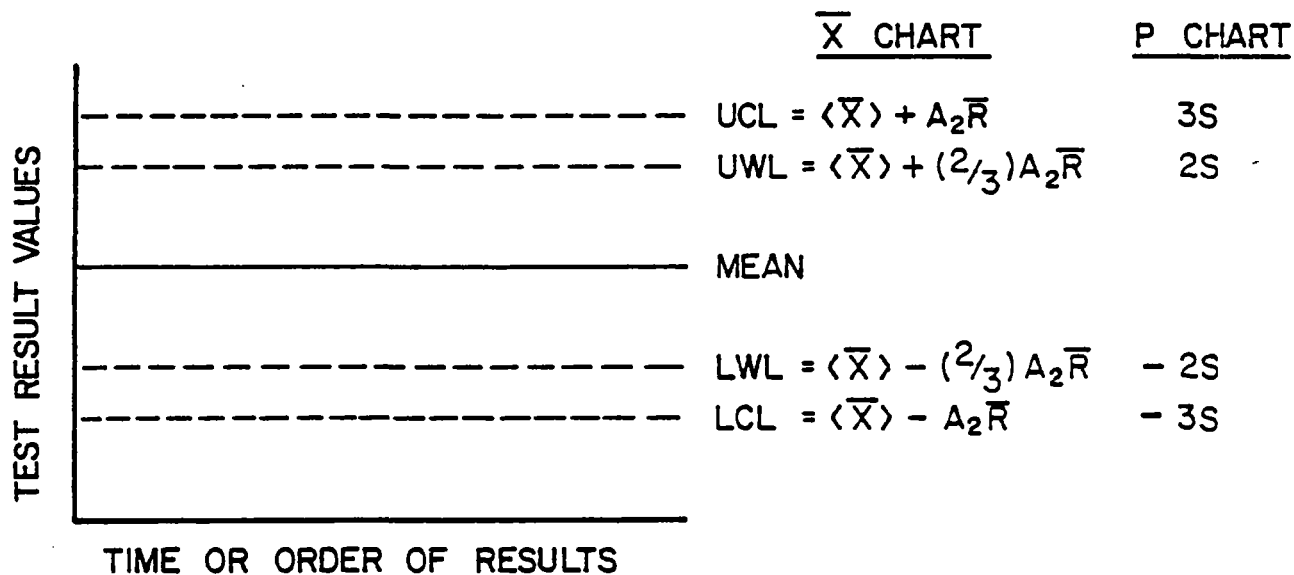 X̅ CHART P CHART
UCL = ⟨X̅⟩ + A₂R̅ 3S
UWL = ⟨X̅⟩ + (2/3)A₂R̅ 2S
MEAN
LWL = ⟨X̅⟩ − (2/3)A₂R̅ − 2S
LCL = ⟨X̅⟩ − A₂R̅ − 3S
TEST RESULT VALUES
TIME OR ORDER OF RESULTS